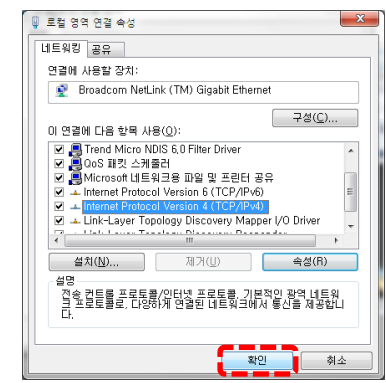 로컬 영역 연결 속성
네트워킹 공유
연결에 사용할 장치:
Broadcom NetLink (TM) Gigabit Ethernet
구성(C)...
이 연결에 다음 항목 사용(O):
Trend Micro NDIS 6.0 Filter Driver
QoS 패킷 스케줄러
Microsoft 네트워크용 파일 및 프린터 공유
Internet Protocol Version 6 (TCP/IPv6)
Internet Protocol Version 4 (TCP/IPv4)
Link-Layer Topology Discovery Mapper I/O Driver
Link-Layer Topology Discovery Responder
설치(N)... 제거(U) 속성(R)
설명
전송 컨트롤 프로토콜/인터넷 프로토콜. 기본적인 광역 네트워
크 프로토콜로, 다양하게 연결된 네트워크에서 통신을 제공합니
다.
확인 취소